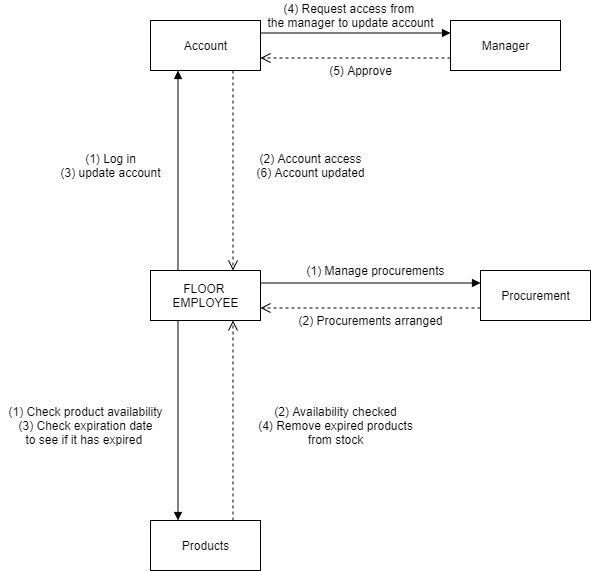 (4) Request access from
the manager to update account
Account
Manager
(5) Approve
(1) Log in
(3) update account
(2) Account access
(6) Account updated
(1) Manage procurements
FLOOR
EMPLOYEE
Procurement
(2) Procurements arranged
(1) Check product availability
(3) Check expiration date
to see if it has expired
(2) Availability checked
(4) Remove expired products
from stock
Products